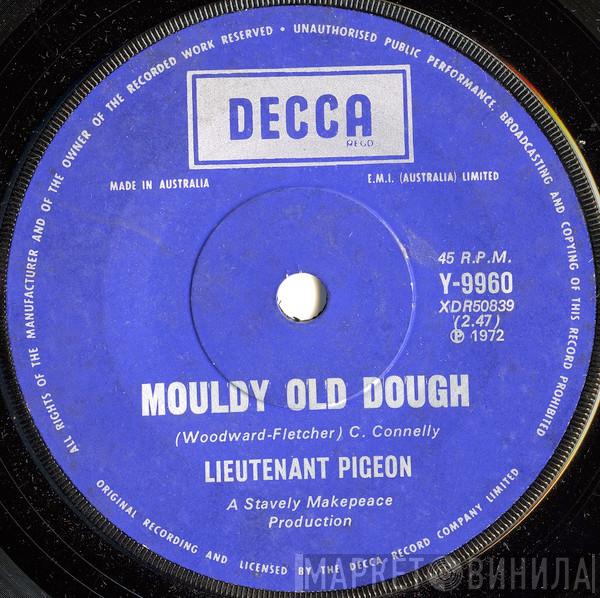 ALL RIGHTS OF THE MANUFACTURER AND OF THE OWNER OF THE RECORDED WORK RESERVED • UNAUTHORISED PUBLIC PERFORMANCE, BROADCASTING AND COPYING OF THIS RECORD PROHIBITED
DECCA
REGD
MADE IN AUSTRALIA
E.M.I. (AUSTRALIA) LIMITED
45 R.P.M.
Y-9960
XDR50839
(2.47)
℗ 1972
MOULDY OLD DOUGH
(Woodward-Fletcher) C. Connelly
LIEUTENANT PIGEON
A Stavely Makepeace
Production
ORIGINAL RECORDING AND LICENSED BY THE DECCA RECORD COMPANY LIMITED
МАРКЕТ ВИНИЛА